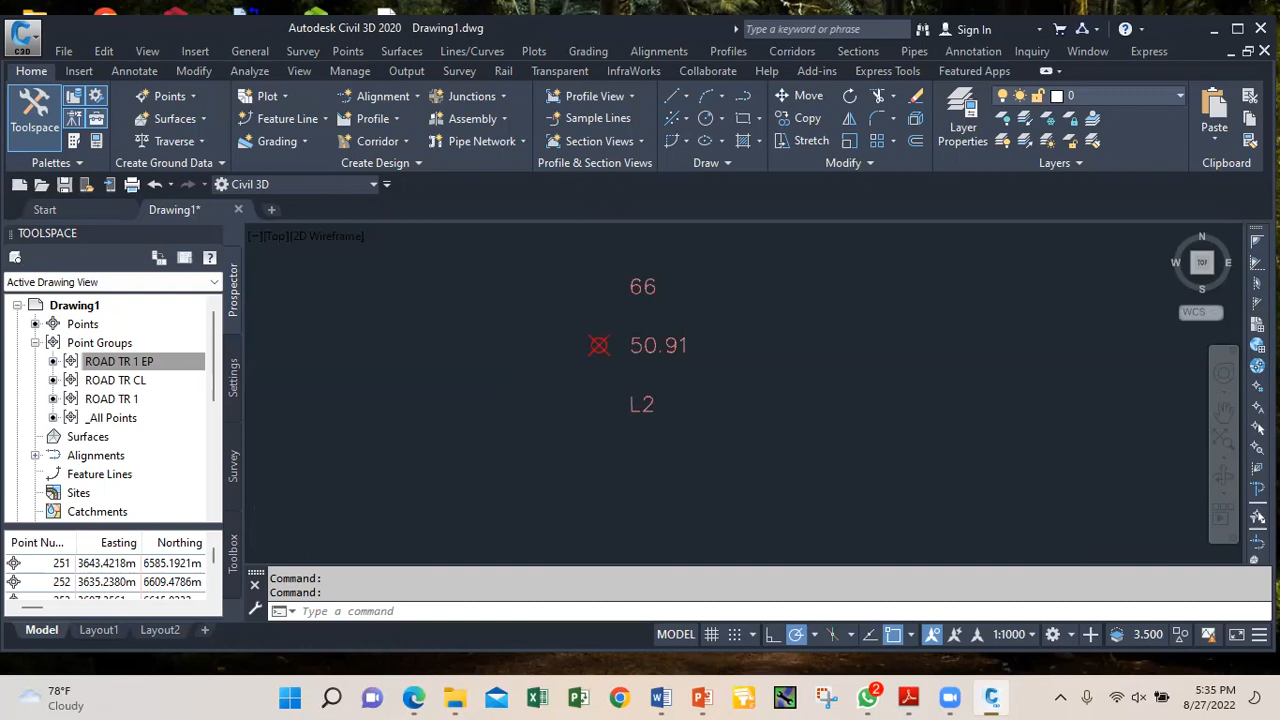 Autodesk Civil 3D 2020 Drawing1.dwg
Type a keyword or phrase
Sign In
C3D
File Edit View Insert General Survey Points Surfaces Lines/Curves Plots Grading Alignments Profiles Corridors Sections Pipes Annotation Inquiry Window Express
Home Insert Annotate Modify Analyze View Manage Output Survey Rail Transparent InfraWorks Collaborate Help Add-ins Express Tools Featured Apps
Toolspace
Points
Surfaces
Traverse
Plot
Feature Line
Grading
Alignment
Profile
Corridor
Junctions
Assembly
Pipe Network
Profile View
Sample Lines
Section Views
Move
Copy
Stretch
Layer Properties
0
Paste
Palettes
Create Ground Data
Create Design
Profile & Section Views
Draw
Modify
Layers
Clipboard
Civil 3D
Start
Drawing1*
TOOLSPACE
Active Drawing View
Drawing1
Points
Point Groups
ROAD TR 1 EP
ROAD TR CL
ROAD TR 1
_All Points
Surfaces
Alignments
Feature Lines
Sites
Catchments
Prospector
Settings
Survey
Toolbox
Point Nu... Easting Northing
251 3643.4218m 6585.1921m
252 3635.2380m 6609.4786m
[−][Top][2D Wireframe]
66
50.91
L2
N
W TOP E
S
WCS
Command:
Command:
Type a command
Model Layout1 Layout2
MODEL
1:1000
3.500
78°F
Cloudy
2
5:35 PM
8/27/2022